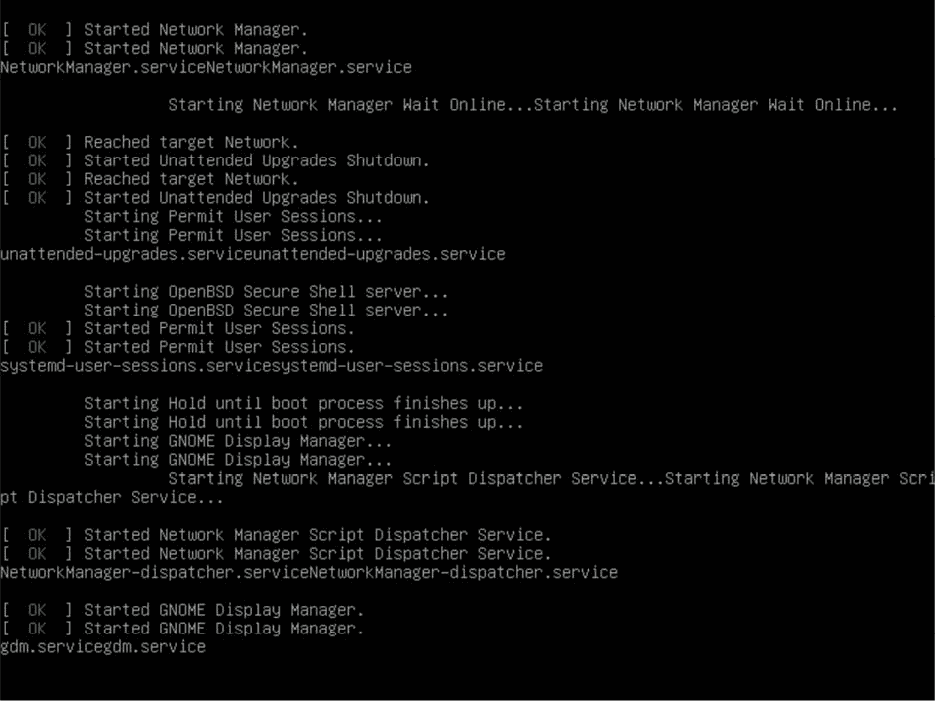 [  OK  ] Started Network Manager.
[  OK  ] Started Network Manager.
NetworkManager.serviceNetworkManager.service
Starting Network Manager Wait Online...Starting Network Manager Wait Online...
[  OK  ] Reached target Network.
[  OK  ] Started Unattended Upgrades Shutdown.
[  OK  ] Reached target Network.
[  OK  ] Started Unattended Upgrades Shutdown.
Starting Permit User Sessions...
Starting Permit User Sessions...
unattended-upgrades.serviceunattended-upgrades.service
Starting OpenBSD Secure Shell server...
Starting OpenBSD Secure Shell server...
[  OK  ] Started Permit User Sessions.
[  OK  ] Started Permit User Sessions.
systemd-user-sessions.servicesystemd-user-sessions.service
Starting Hold until boot process finishes up...
Starting Hold until boot process finishes up...
Starting GNOME Display Manager...
Starting GNOME Display Manager...
Starting Network Manager Script Dispatcher Service...Starting Network Manager Scri
pt Dispatcher Service...
[  OK  ] Started Network Manager Script Dispatcher Service.
[  OK  ] Started Network Manager Script Dispatcher Service.
NetworkManager-dispatcher.serviceNetworkManager-dispatcher.service
[  OK  ] Started GNOME Display Manager.
[  OK  ] Started GNOME Display Manager.
gdm.servicegdm.service